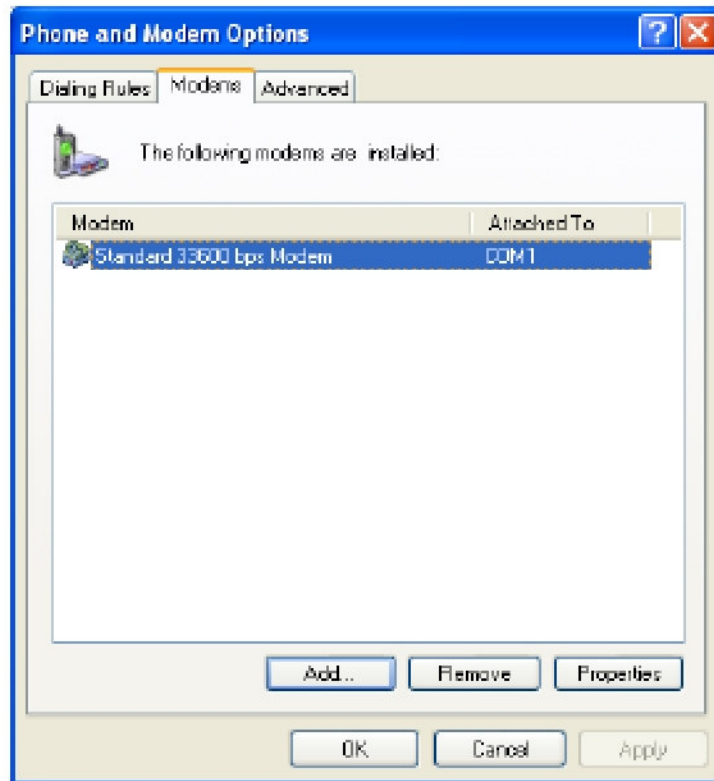 Phone and Modem Options
Dialing Rules Modems Advanced
The following modems are installed:
Modem Attached To
Standard 33600 bps Modem COM1
Add... Remove Properties
OK Cancel Apply